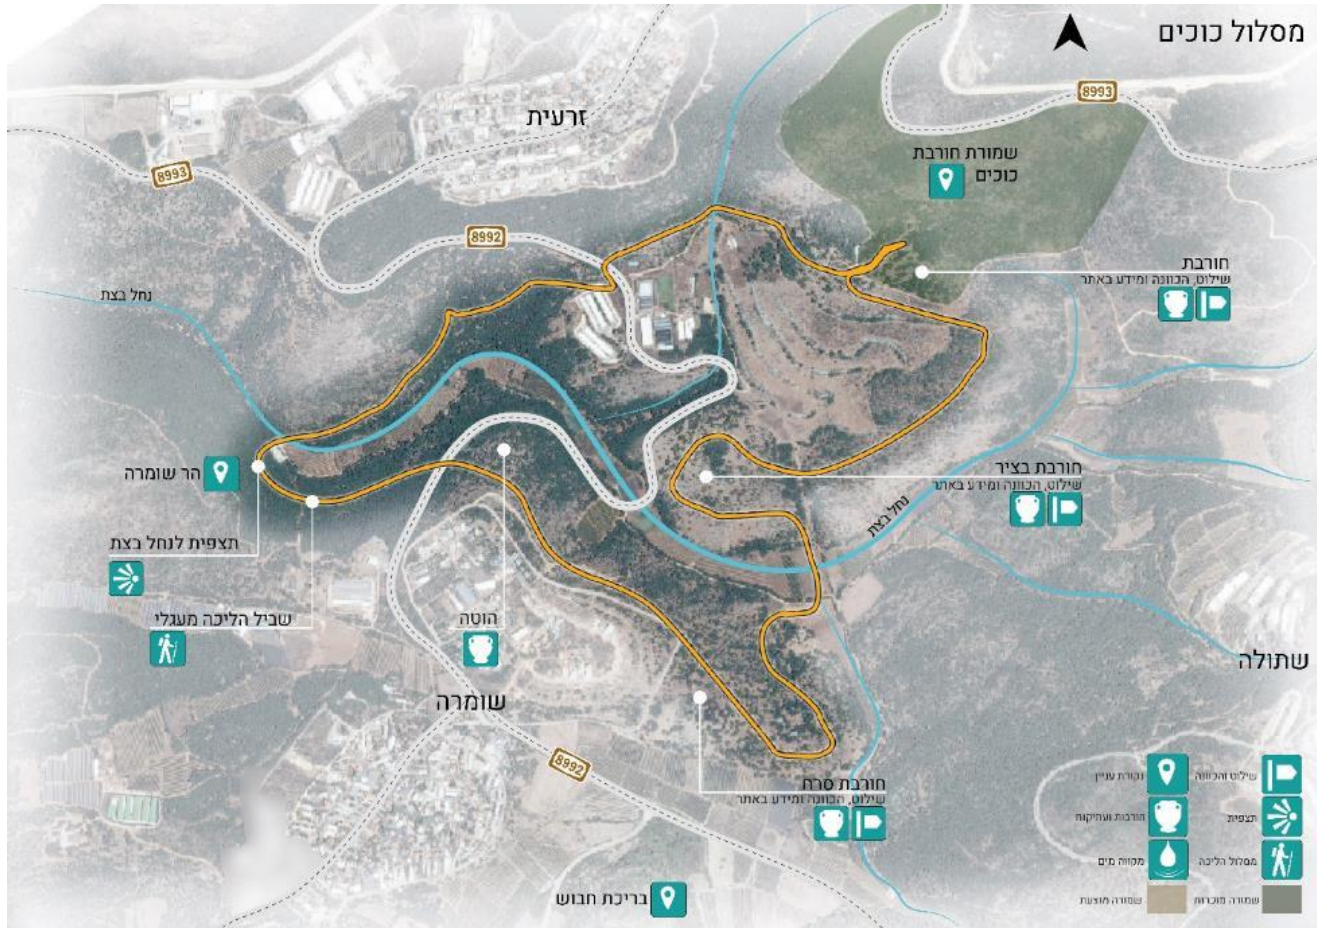 מסלול כוכים
8993
זרעית
שמורת חורבת
כוכים
8993
8992
חורבת
שילוט, הכוונה ומידע באתר
נחל בצת
הר שומרה
חורבת בציר
שילוט, הכוונה ומידע באתר
נחל בצת
תצפית לנחל בצת
שביל הליכה מעגלי
הוטה
שתולה
שומרה
8992
חורבת סרח
שילוט, הכוונה ומידע באתר
שילוט והכוונה
נקודת עניין
תצפית
חורבות ועתיקות
מסלול הליכה
מקווה מים
שמורה מוכרזת
שמורה מוצעת
בריכת חבוש